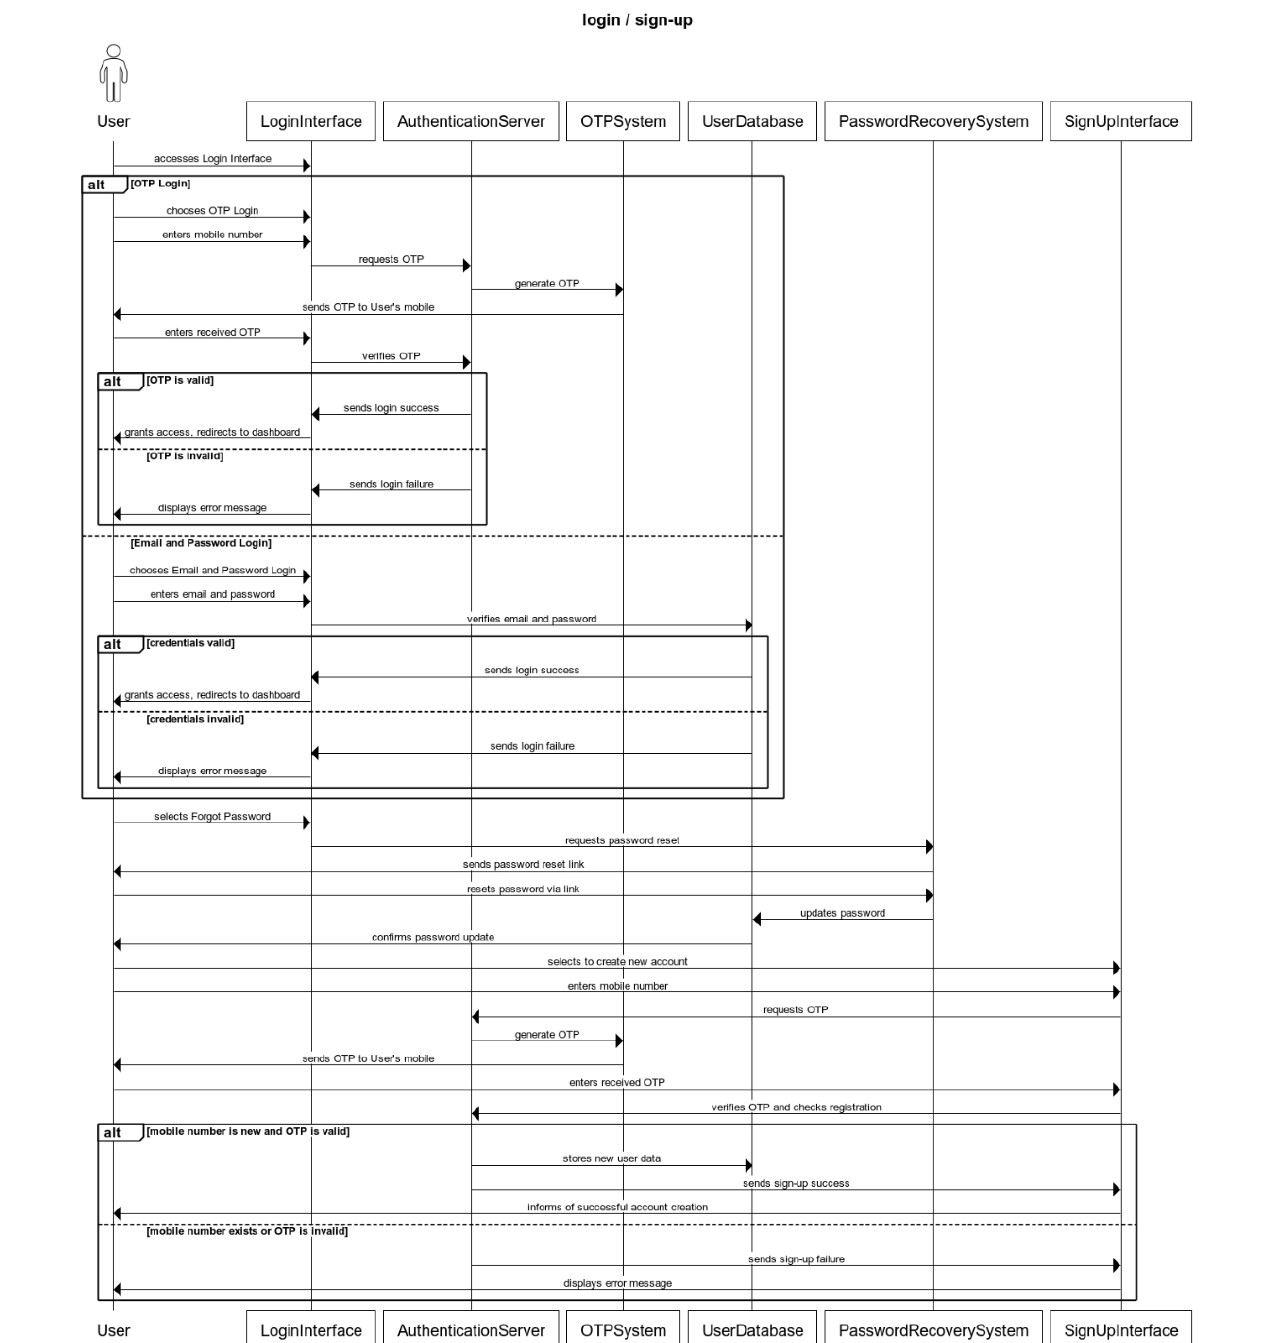 login / sign-up
User LoginInterface AuthenticationServer OTPSystem UserDatabase PasswordRecoverySystem SignUpInterface
accesses Login Interface
alt [OTP Login]
chooses OTP Login
enters mobile number
requests OTP
generate OTP
sends OTP to User's mobile
enters received OTP
verifies OTP
alt [OTP is valid]
sends login success
grants access, redirects to dashboard
[OTP is invalid]
sends login failure
displays error message
[Email and Password Login]
chooses Email and Password Login
enters email and password
verifies email and password
alt [credentials valid]
sends login success
grants access, redirects to dashboard
[credentials invalid]
sends login failure
displays error message
selects Forgot Password
requests password reset
sends password reset link
resets password via link
updates password
confirms password update
selects to create new account
enters mobile number
requests OTP
generate OTP
sends OTP to User's mobile
enters received OTP
verifies OTP and checks registration
alt [mobile number is new and OTP is valid]
stores new user data
sends sign-up success
informs of successful account creation
[mobile number exists or OTP is invalid]
sends sign-up failure
displays error message
User LoginInterface AuthenticationServer OTPSystem UserDatabase PasswordRecoverySystem SignUpInterface